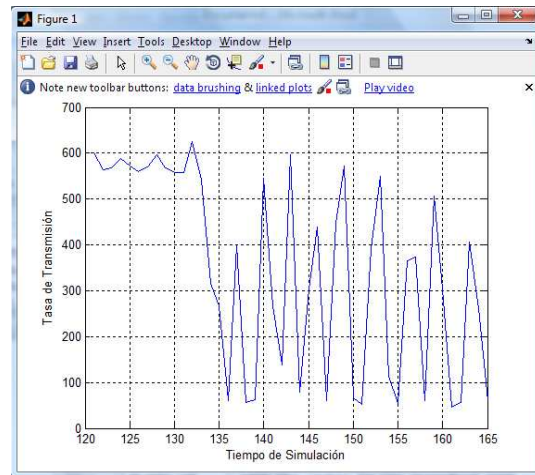 Figure 1
File Edit View Insert Tools Desktop Window Help
Note new toolbar buttons: data brushing & linked plots Play video
700
600
500
400
300
200
100
0
Tasa de Transmisión
120 125 130 135 140 145 150 155 160 165
Tiempo de Simulación